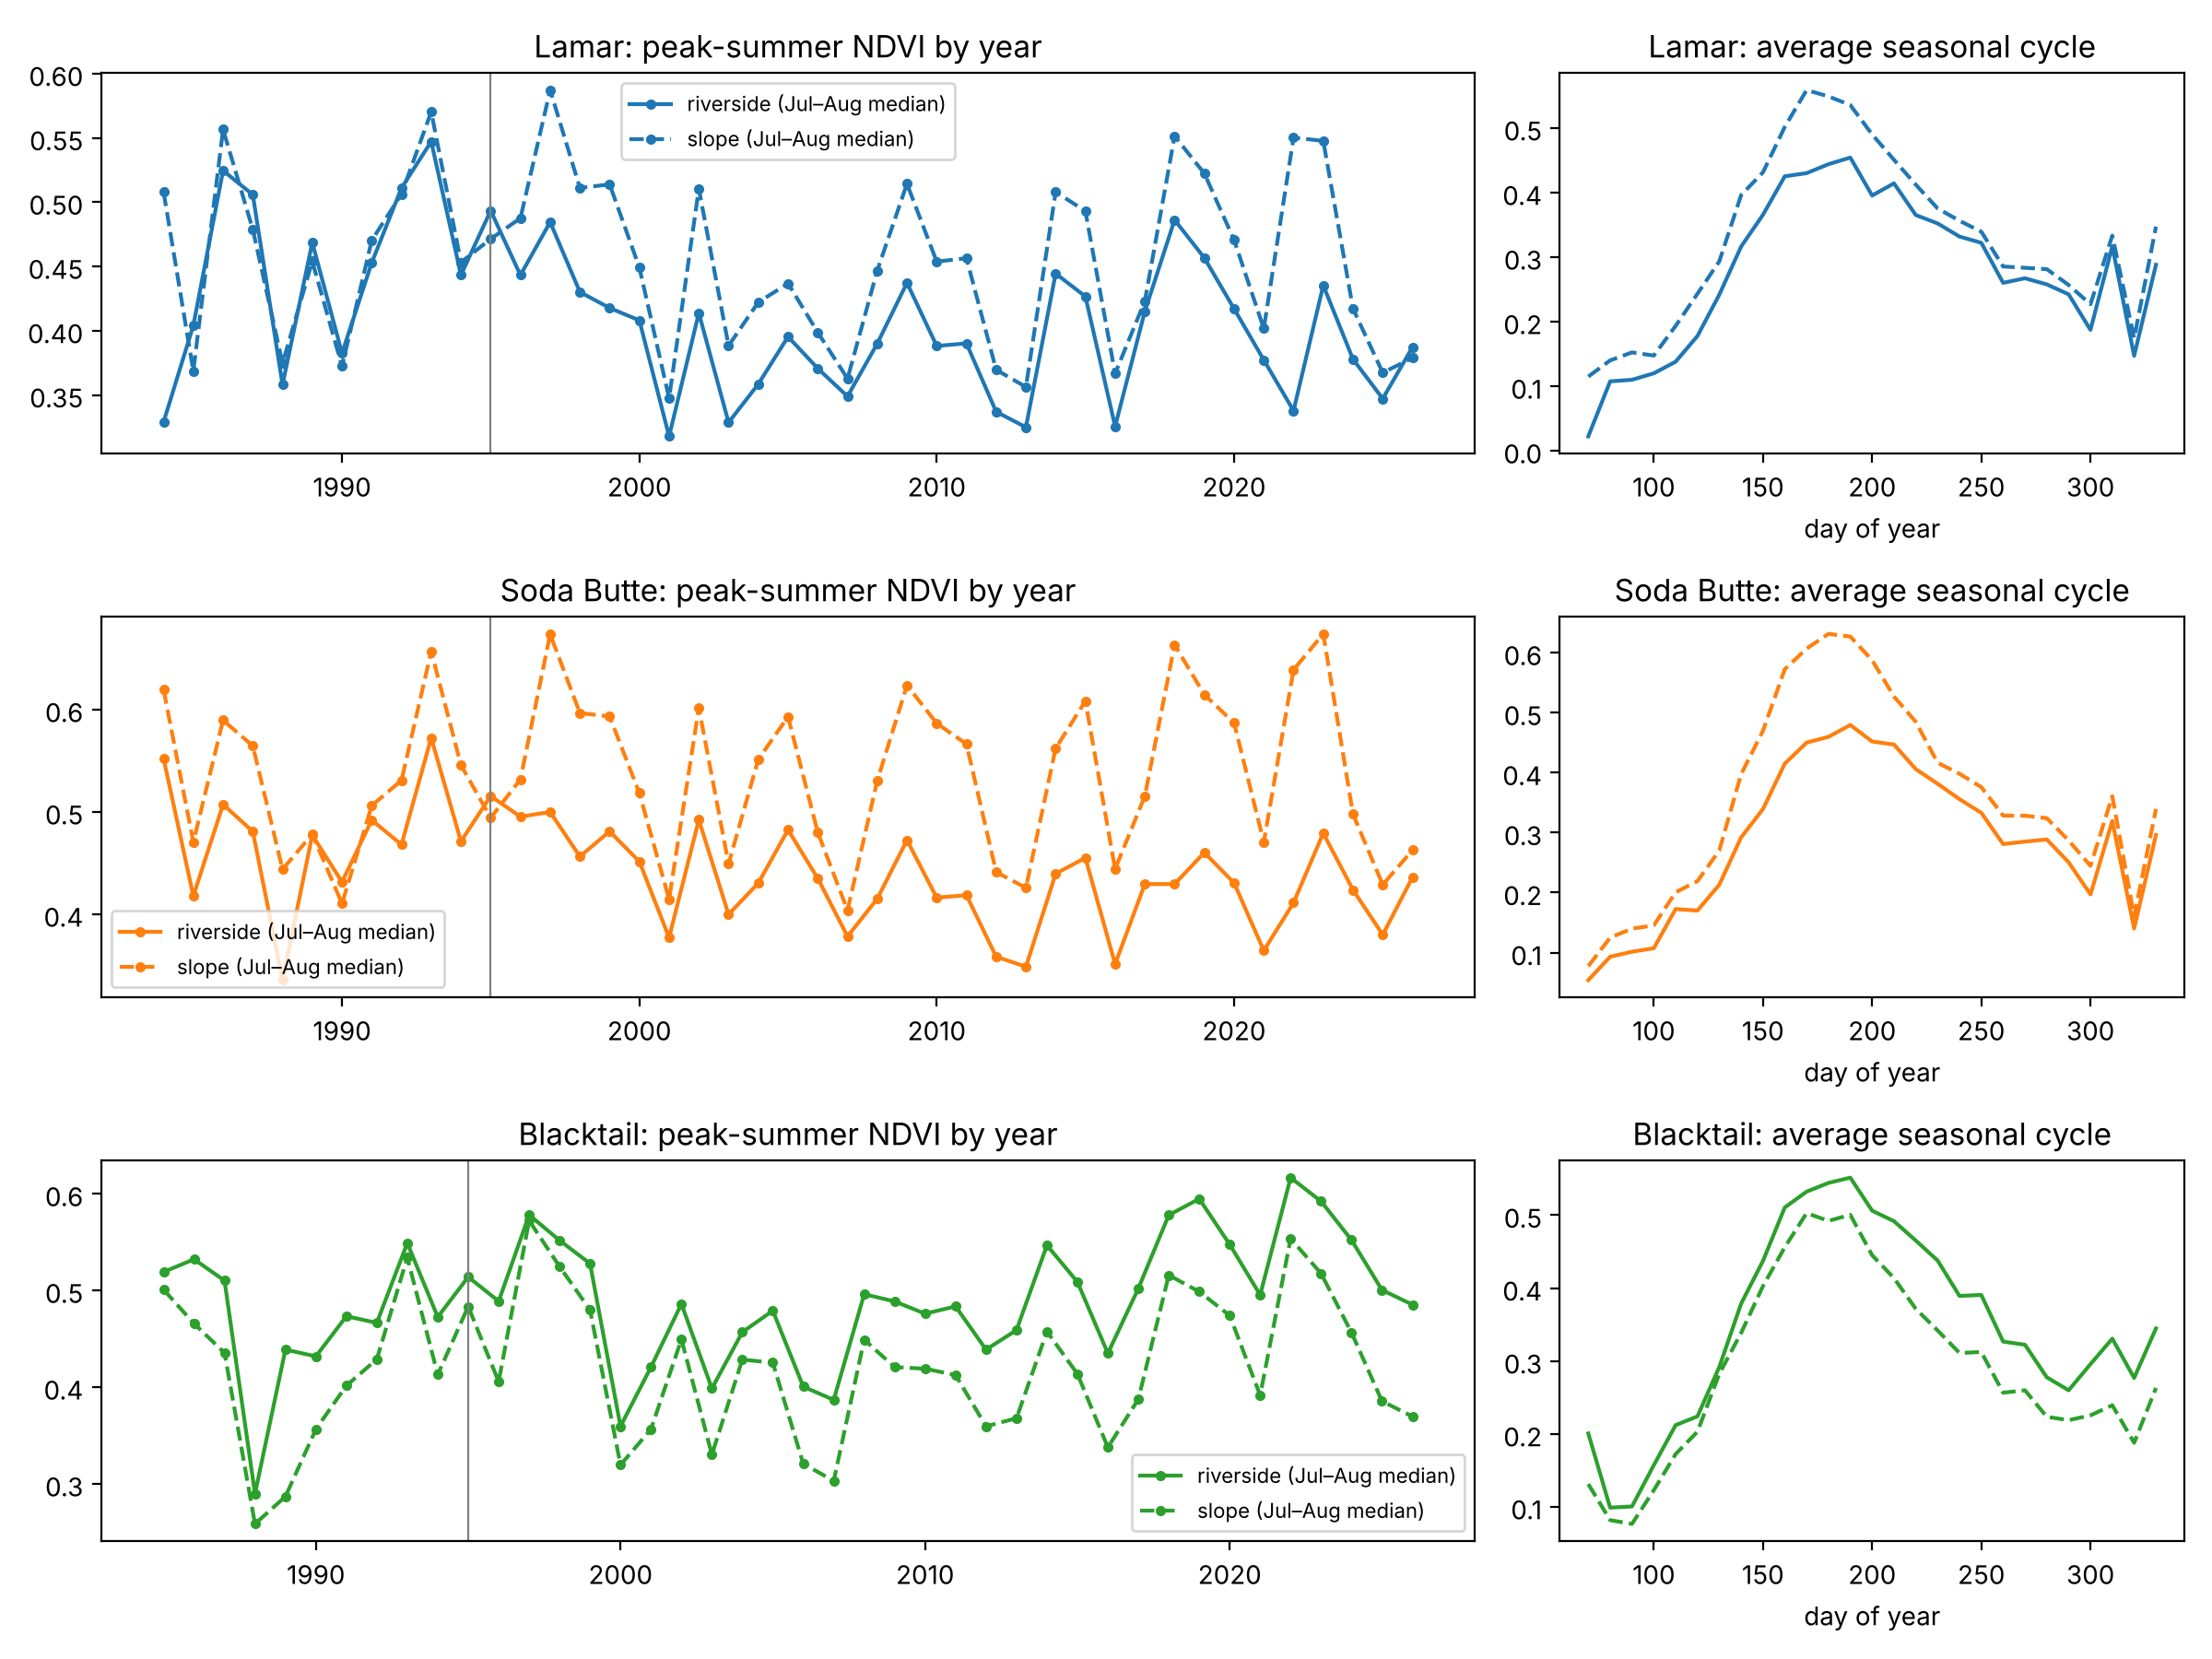 Lamar: peak-summer NDVI by year
0.60
0.55
0.50
0.45
0.40
0.35
riverside (Jul–Aug median)
slope (Jul–Aug median)
1990 2000 2010 2020
Lamar: average seasonal cycle
0.5
0.4
0.3
0.2
0.1
0.0
100 150 200 250 300
day of year
Soda Butte: peak-summer NDVI by year
0.6
0.5
0.4
riverside (Jul–Aug median)
slope (Jul–Aug median)
1990 2000 2010 2020
Soda Butte: average seasonal cycle
0.6
0.5
0.4
0.3
0.2
0.1
100 150 200 250 300
day of year
Blacktail: peak-summer NDVI by year
0.6
0.5
0.4
0.3
riverside (Jul–Aug median)
slope (Jul–Aug median)
1990 2000 2010 2020
Blacktail: average seasonal cycle
0.5
0.4
0.3
0.2
0.1
100 150 200 250 300
day of year